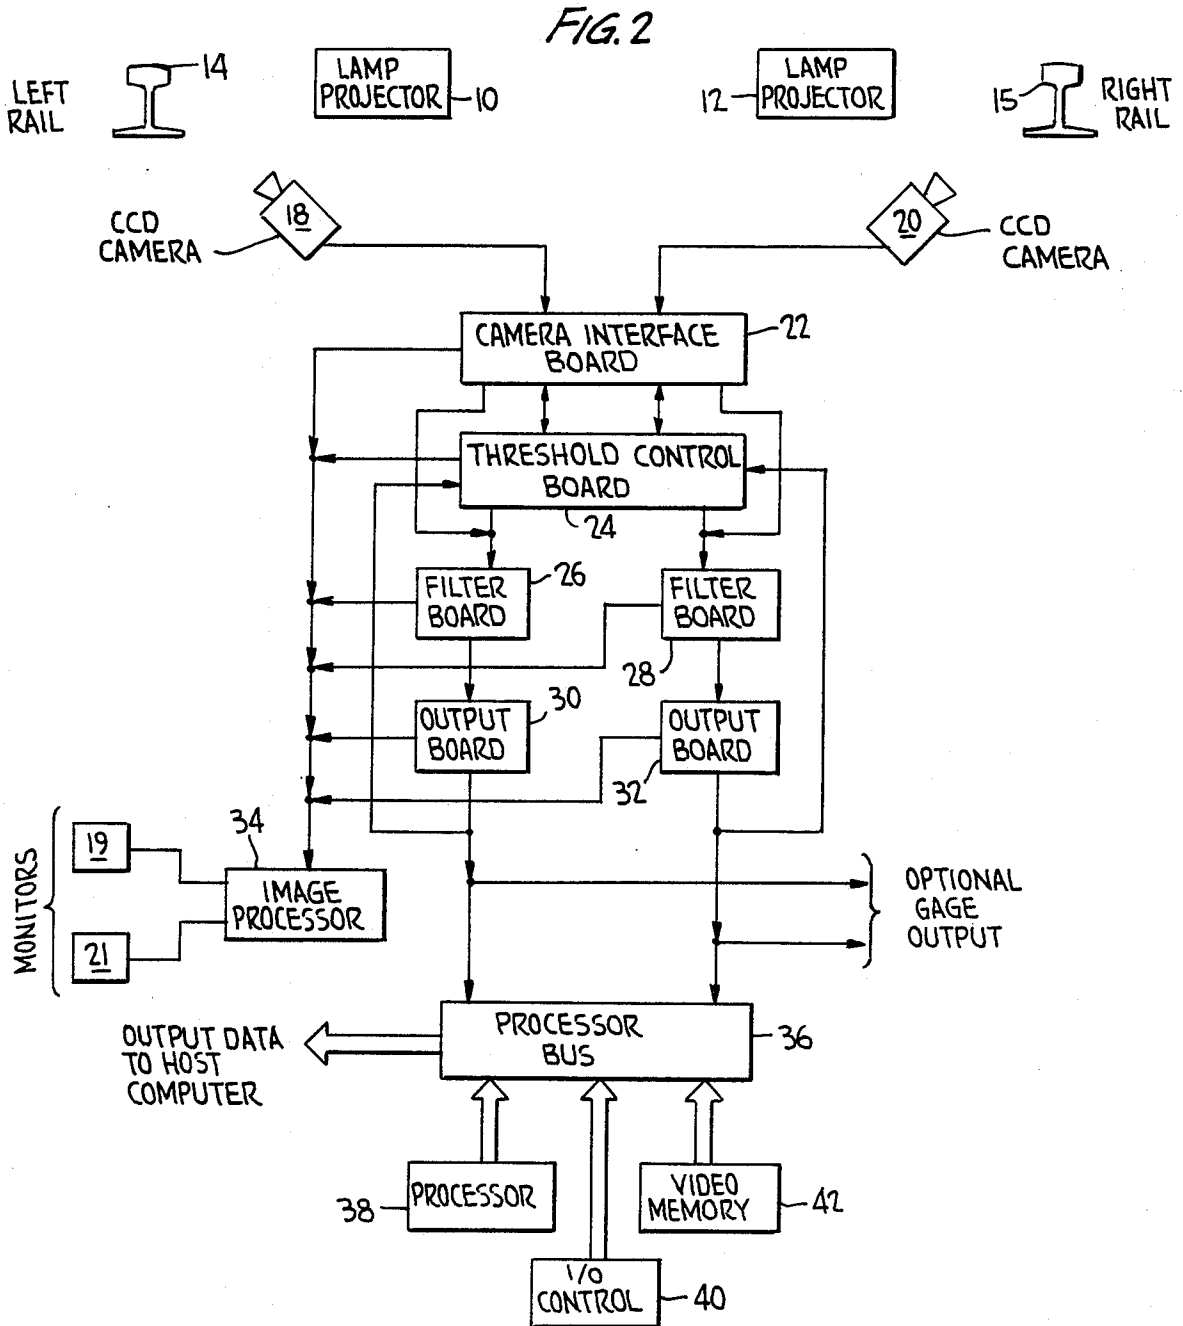 FIG. 2
LEFT
RAIL
14
LAMP
PROJECTOR
10
12
LAMP
PROJECTOR
15
RIGHT
RAIL
CCD
CAMERA
18
20
CCD
CAMERA
CAMERA INTERFACE
BOARD
22
THRESHOLD CONTROL
BOARD
24
FILTER
BOARD
26
FILTER
BOARD
28
OUTPUT
BOARD
30
OUTPUT
BOARD
32
MONITORS
19
21
34
IMAGE
PROCESSOR
OPTIONAL
GAGE
OUTPUT
OUTPUT DATA
TO HOST
COMPUTER
PROCESSOR
BUS
36
PROCESSOR
38
VIDEO
MEMORY
42
I/O
CONTROL
40